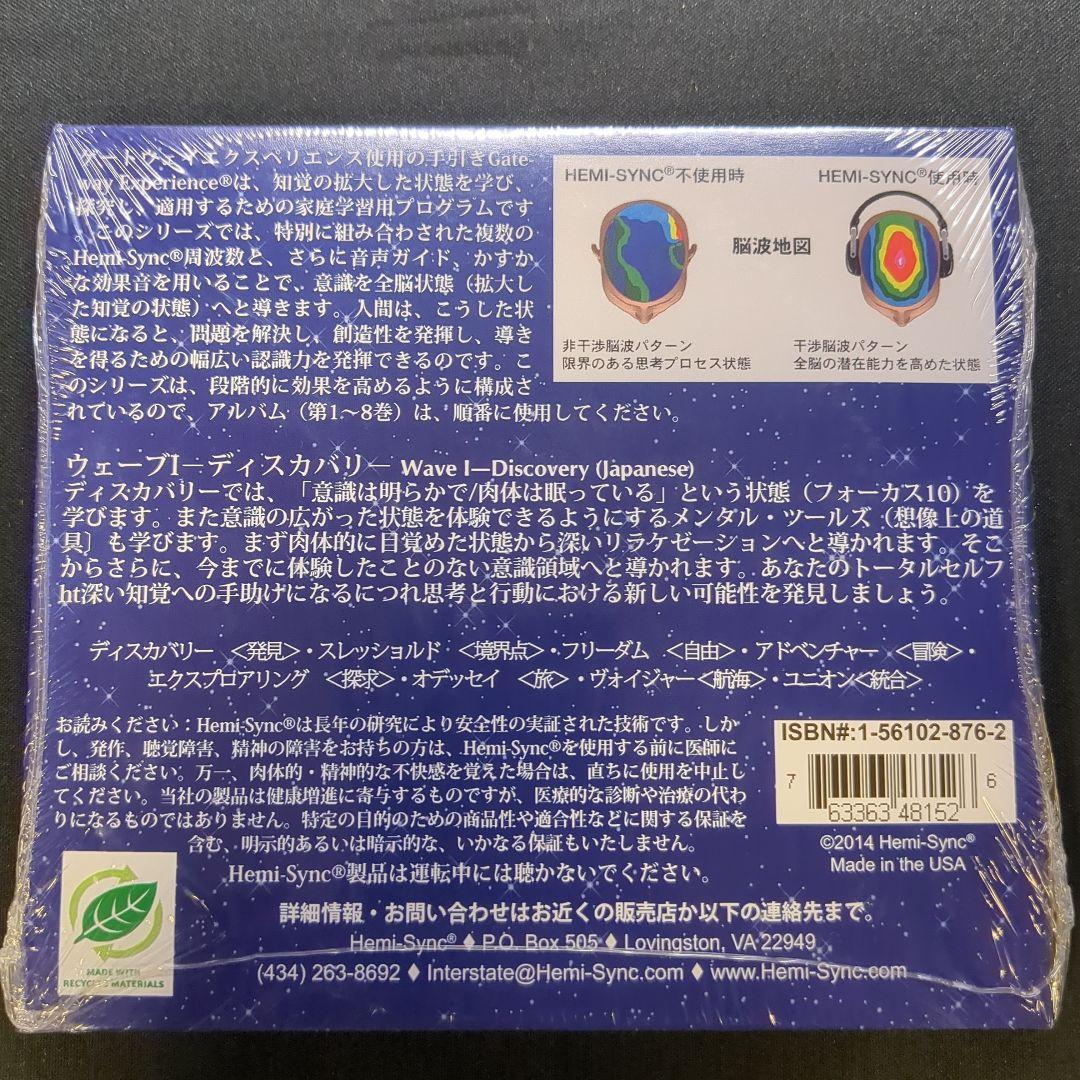 ゲートウェイエクスペリエンス使用の手引きGate-
way Experience®は、知覚の拡大した状態を学び、
探究し、適用するための家庭学習用プログラムです
。このシリーズでは、特別に組み合わされた複数の
Hemi-Sync®周波数と、さらに音声ガイド、かすか
な効果音を用いることで、意識を全脳状態（拡大し
た知覚の状態）へと導きます。人間は、こうした状
態になると、問題を解決し、創造性を発揮し、導き
を得るための幅広い認識力を発揮できるのです。こ
のシリーズは、段階的に効果を高めるように構成さ
れているので、アルバム（第1～8巻）は、順番に使用してください。
HEMI-SYNC®不使用時
HEMI-SYNC®使用時
脳波地図
非干渉脳波パターン
限界のある思考プロセス状態
干渉脳波パターン
全脳の潜在能力を高めた状態
ウェーブI－ディスカバリ－ Wave I—Discovery (Japanese)
ディスカバリーでは、「意識は明らかで/肉体は眠っている」という状態（フォーカス10）を
学びます。また意識の広がった状態を体験できるようにするメンダル・ツールズ（想像上の道
具〕も学びます。まず肉体的に目覚めた状態から深いリラケゼーションへと導かれます。そこ
からさらに、今までに体験したことのない意識領域へと導かれます。あなたのトータルセルフ
ht深い知覚への手助けになるにつれ思考と行動における新しい可能性を発見しましょう。
ディスカバリー <発見>・スレッショルド <境界点>・フリーダム <自由>・アドベンチャー <冒険>・
エクスプロアリング <探求>・オデッセイ <旅>・ヴォイジャー<航海>・ユニオン<統合>
お読みください：Hemi-Sync®は長年の研究により安全性の実証された技術です。しか
し、発作、聴覚障害、精神の障害をお持ちの方は、Hemi-Sync®を使用する前に医師に
ご相談ください。万一、肉体的・精神的な不快感を覚えた場合は、直ちに使用を中止し
てください。当社の製品は健康増進に寄与するものですが、医療的な診断や治療の代わ
りになるものではありません。特定の目的のための商品性や適合性などに関する保証を
含む、明示的あるいは暗示的な、いかなる保証もいたしません。
Hemi-Sync®製品は運転中には聴かないでください。
ISBN#:1-56102-876-2
7 63363 48152 6
©2014 Hemi-Sync®
Made in the USA
MADE WITH
RECYCLED MATERIALS
詳細情報・お問い合わせはお近くの販売店か以下の連絡先まで。
Hemi-Sync® ♦ P.O. Box 505 ♦ Lovingston, VA 22949
(434) 263-8692 ♦ Interstate@Hemi-Sync.com ♦ www.Hemi-Sync.com